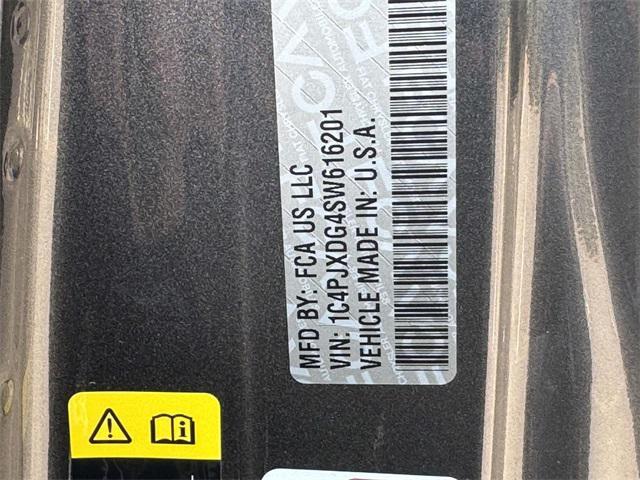 MFD BY: FCA US LLC
VIN: 1C4PJXDG4SW616201
VEHICLE MADE IN: U.S.A.